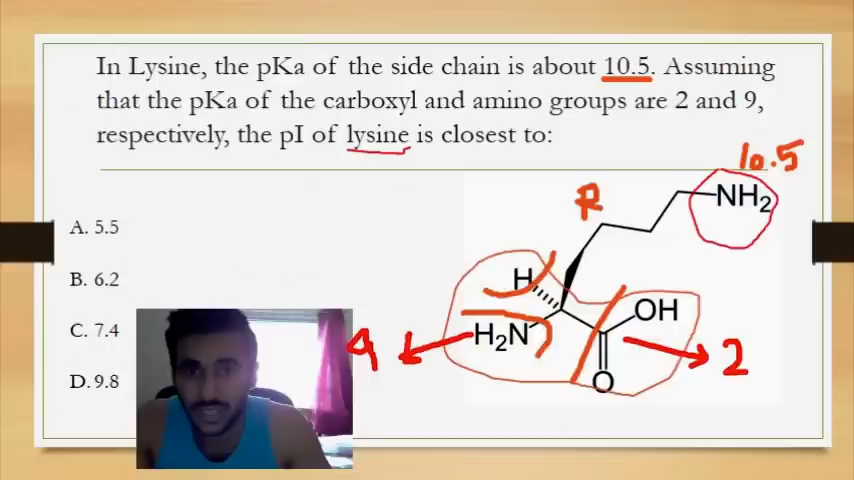 In Lysine, the pKa of the side chain is about 10.5. Assuming
that the pKa of the carboxyl and amino groups are 2 and 9,
respectively, the pI of lysine is closest to:
10.5
R
NH2
A. 5.5
B. 6.2
H
OH
C. 7.4
H2N
9
2
D. 9.8
O